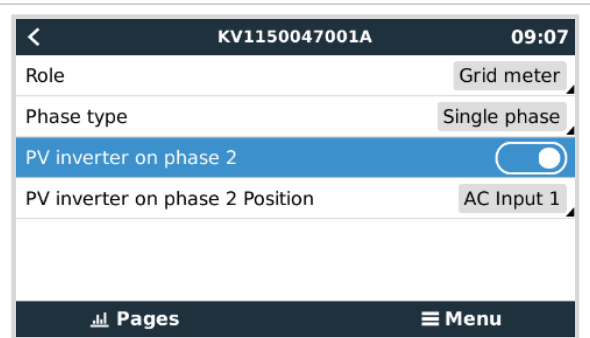 KV1150047001A 09:07
Role Grid meter
Phase type Single phase
PV inverter on phase 2
PV inverter on phase 2 Position AC Input 1
Pages Menu